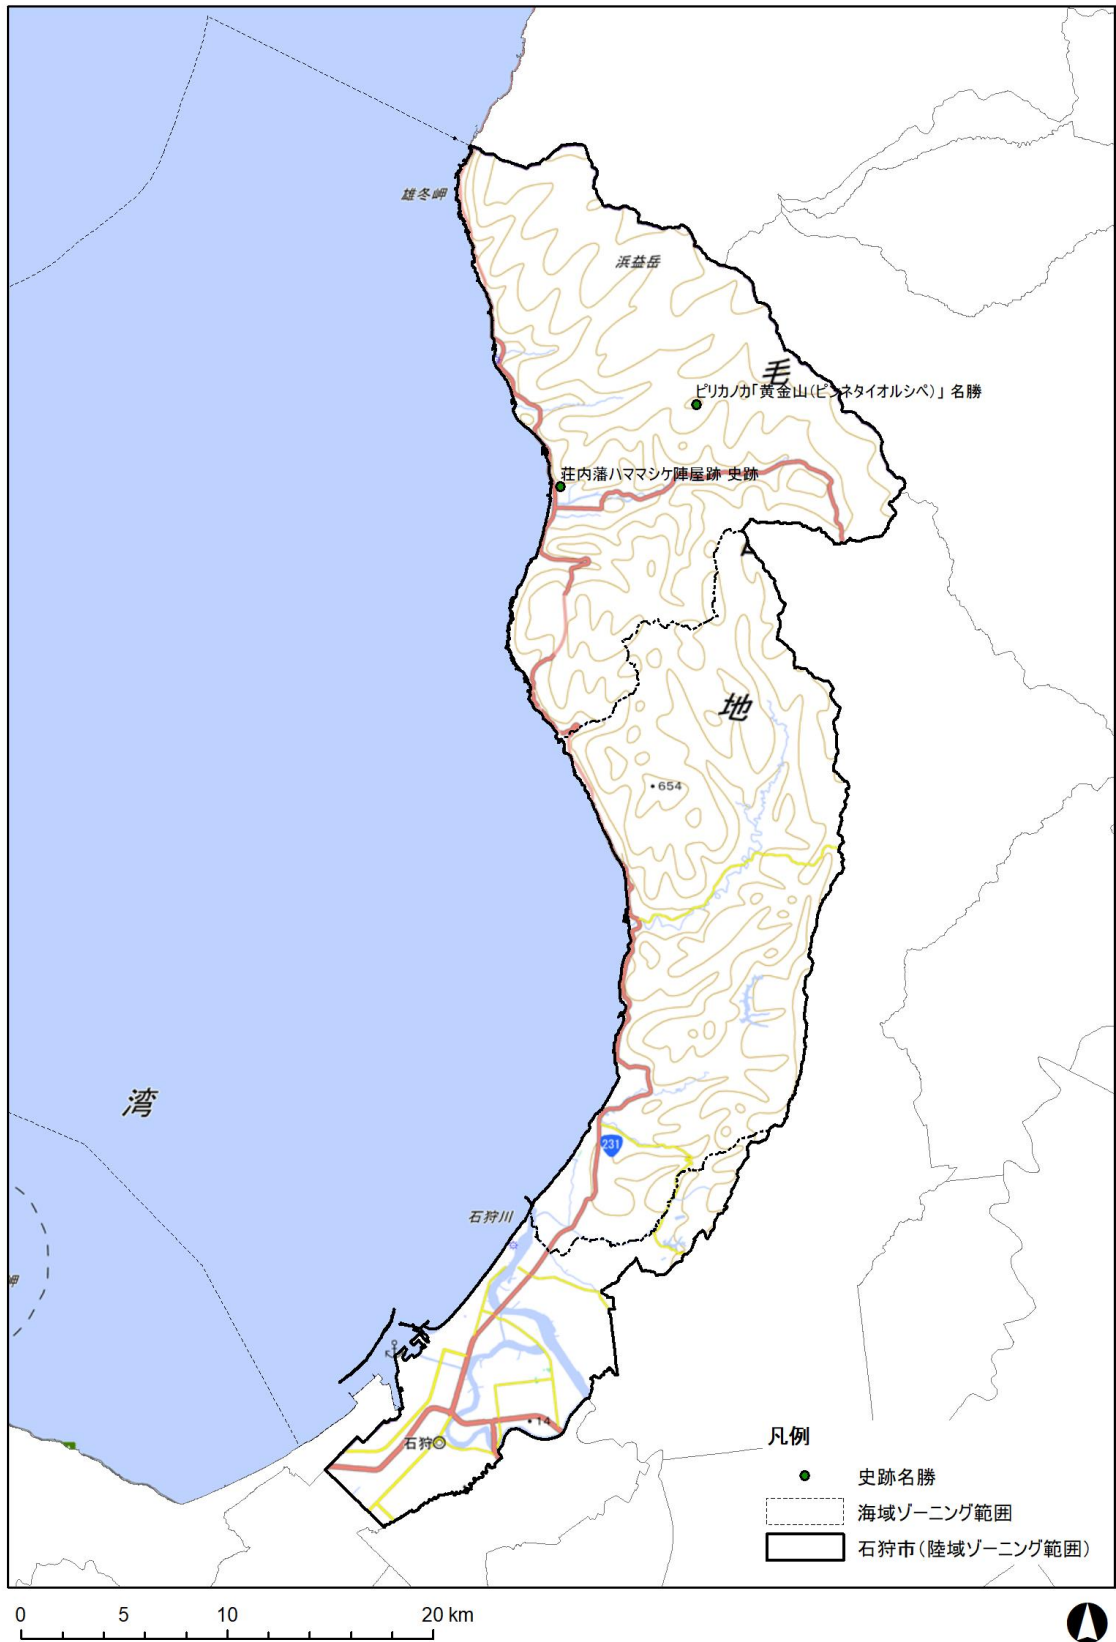 雄冬岬
浜益岳
毛
ピリカノカ「黄金山(ピンネタイオルシペ)」 名勝
荘内藩ハママシケ陣屋跡 史跡
地
・654
湾
231
石狩川
岬
・14
石狩◎
凡例
史跡名勝
海域ゾーニング範囲
石狩市(陸域ゾーニング範囲)
0 5 10 20 km